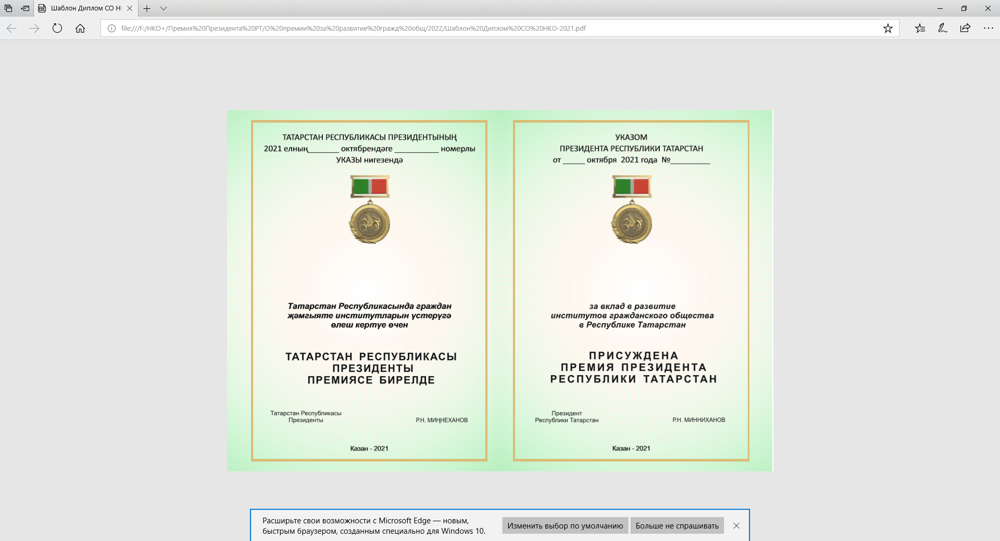 Шаблон Диплом СО Н
file:///F:/НКО+/Премия%20Президента%20РТ/О%20премии%20за%20развитие%20гражд%20общ/2022/Шаблон%20Диплом%20СО%20НКО-2021.pdf
ТАТАРСТАН РЕСПУБЛИКАСЫ ПРЕЗИДЕНТЫНЫҢ
2021 елның_______ октябрендәге __________ номерлы
УКАЗЫ нигезендә
Татарстан Республикасында граждан
җәмгыяте институтларын үстерүгә
өлеш кертүе өчен
ТАТАРСТАН РЕСПУБЛИКАСЫ
ПРЕЗИДЕНТЫ
ПРЕМИЯСЕ БИРЕЛДЕ
Татарстан Республикасы
Президенты
Р.Н. МИҢНЕХАНОВ
Казан - 2021
УКАЗОМ
ПРЕЗИДЕНТА РЕСПУБЛИКИ ТАТАРСТАН
от _____ октября 2021 года №_________
за вклад в развитие
институтов гражданского общества
в Республике Татарстан
ПРИСУЖДЕНА
ПРЕМИЯ ПРЕЗИДЕНТА
РЕСПУБЛИКИ ТАТАРСТАН
Президент
Республики Татарстан
Р.Н. МИННИХАНОВ
Казан - 2021
Расширьте свои возможности с Microsoft Edge — новым,
быстрым браузером, созданным специально для Windows 10.
Изменить выбор по умолчанию
Больше не спрашивать